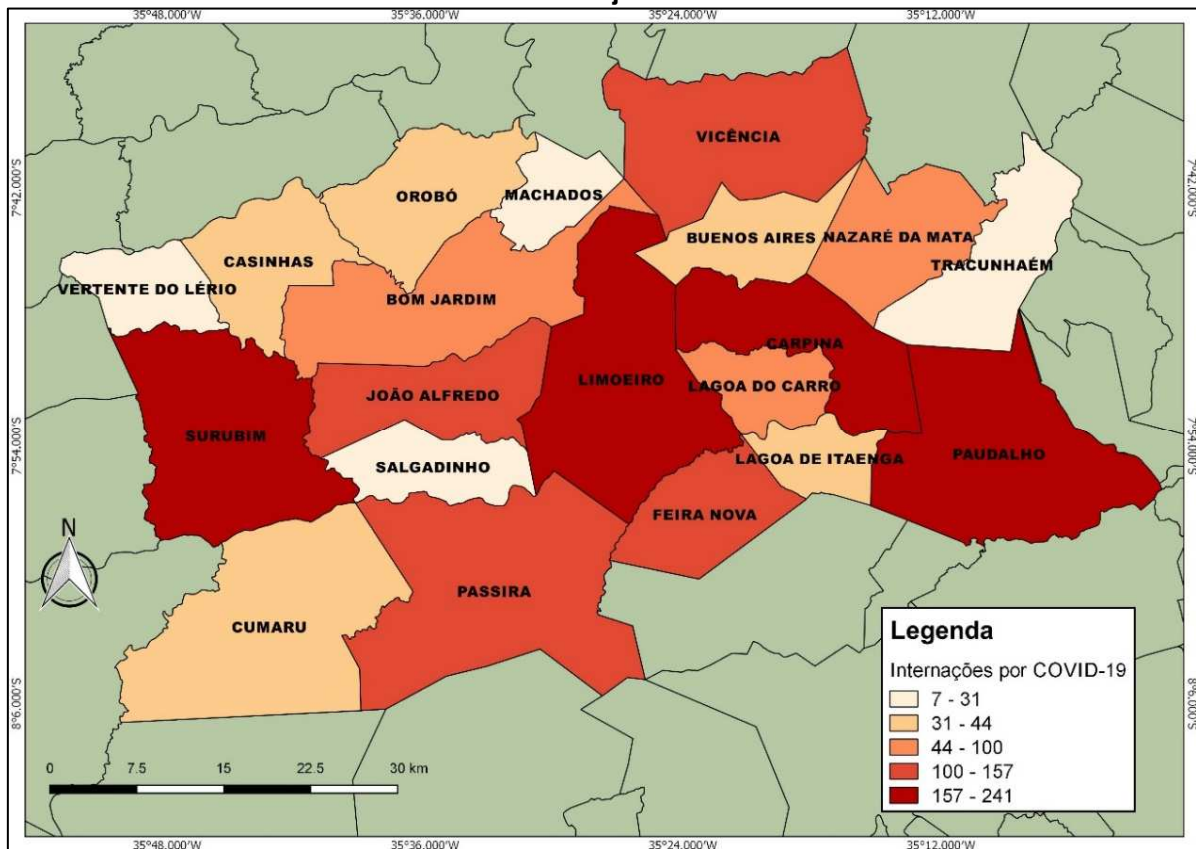 35°48.000'W 35°36.000'W 35°24.000'W 35°12.000'W
VICÊNCIA
7°42.000'S
OROBÓ
MACHADOS
7°42.000'S
BUENOS AIRES
NAZARÉ DA MATA
CASINHAS
TRACUNHAÉM
VERTENTE DO LÉRIO
BOM JARDIM
CARPINA
LIMOEIRO
LAGOA DO CARRO
JOÃO ALFREDO
SURUBIM
7°54.000'S
PAUDALHO
7°54.000'S
LAGOA DE ITAENGA
SALGADINHO
FEIRA NOVA
N
PASSIRA
CUMARU
Legenda
Internações por COVID-19
7 - 31
31 - 44
44 - 100
100 - 157
157 - 241
8°6.000'S
8°6.000'S
0 7.5 15 22.5 30 km
35°48.000'W 35°36.000'W 35°24.000'W 35°12.000'W